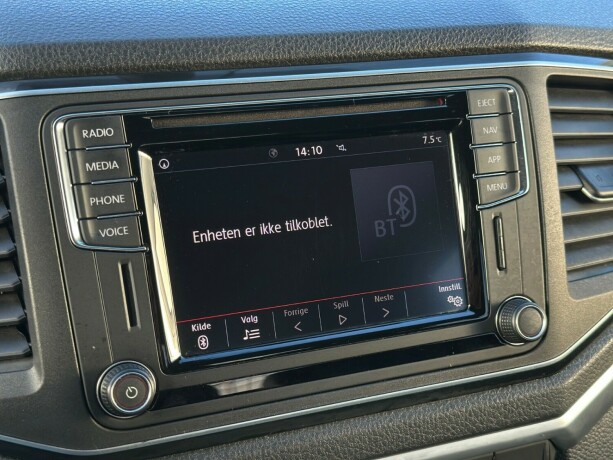 RADIO
MEDIA
PHONE
VOICE
EJECT
NAV
APP
MENU
14:10
7.5°C
Enheten er ikke tilkoblet.
BT
Kilde
Valg
Forrige
Spill
Neste
Innstill.